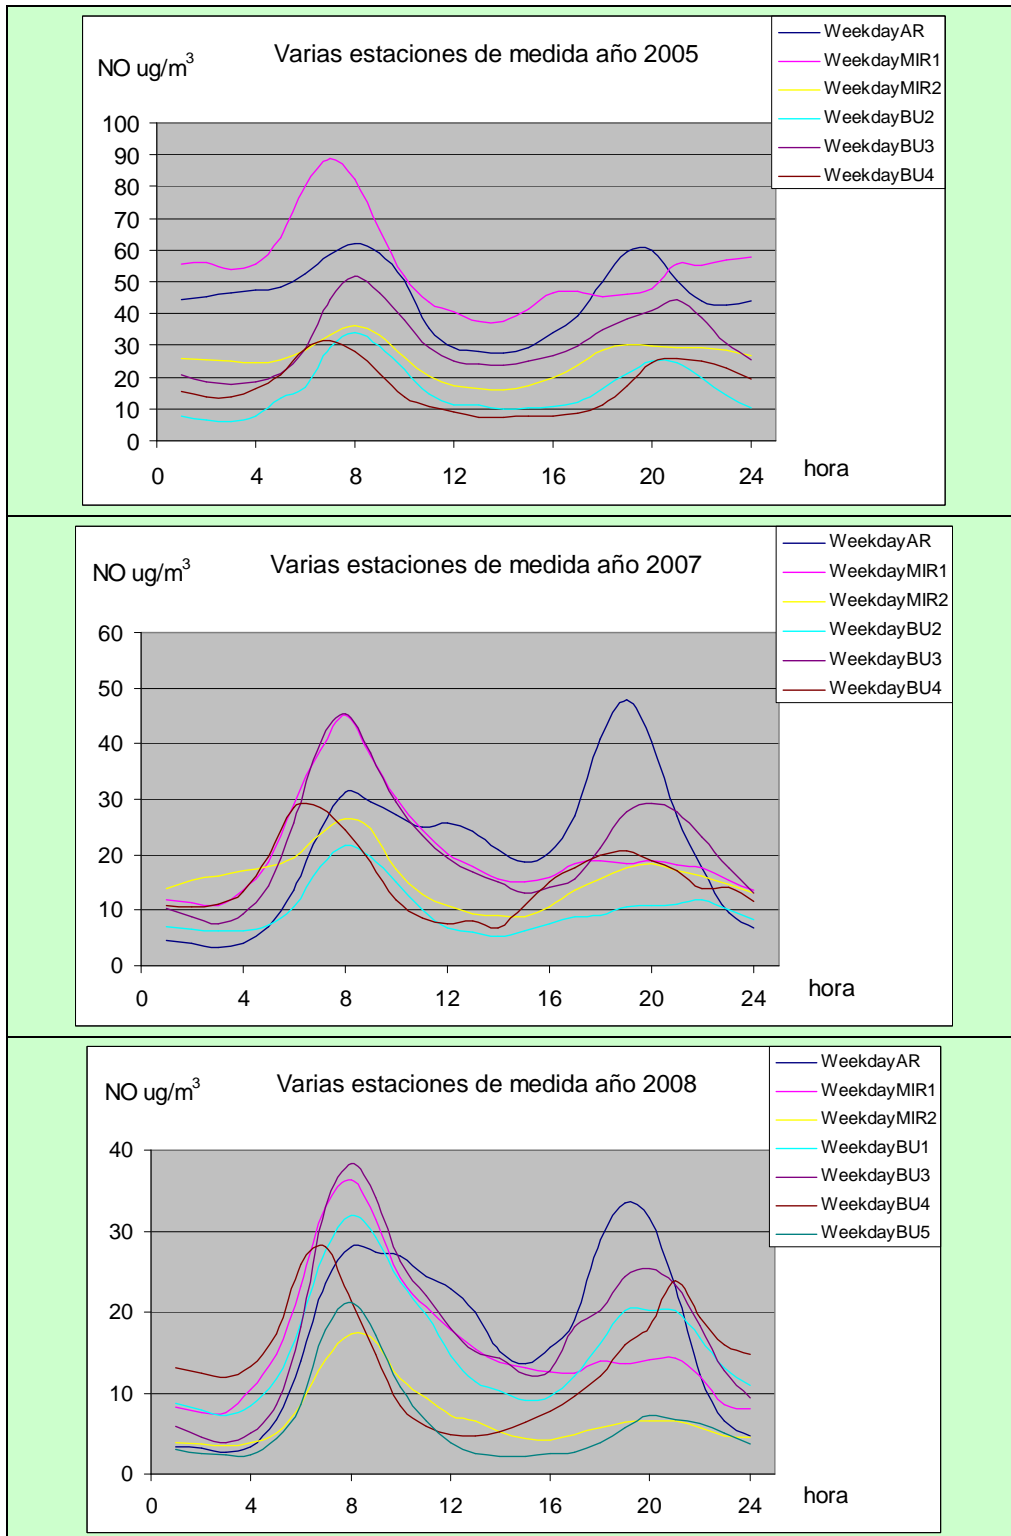 Varias estaciones de medida año 2005
NO ug/m³
WeekdayAR
WeekdayMIR1
WeekdayMIR2
WeekdayBU2
WeekdayBU3
WeekdayBU4
100
90
80
70
60
50
40
30
20
10
0
0 4 8 12 16 20 24
hora
Varias estaciones de medida año 2007
NO ug/m³
WeekdayAR
WeekdayMIR1
WeekdayMIR2
WeekdayBU2
WeekdayBU3
WeekdayBU4
60
50
40
30
20
10
0
0 4 8 12 16 20 24
hora
Varias estaciones de medida año 2008
NO ug/m³
WeekdayAR
WeekdayMIR1
WeekdayMIR2
WeekdayBU1
WeekdayBU3
WeekdayBU4
WeekdayBU5
40
30
20
10
0
0 4 8 12 16 20 24
hora